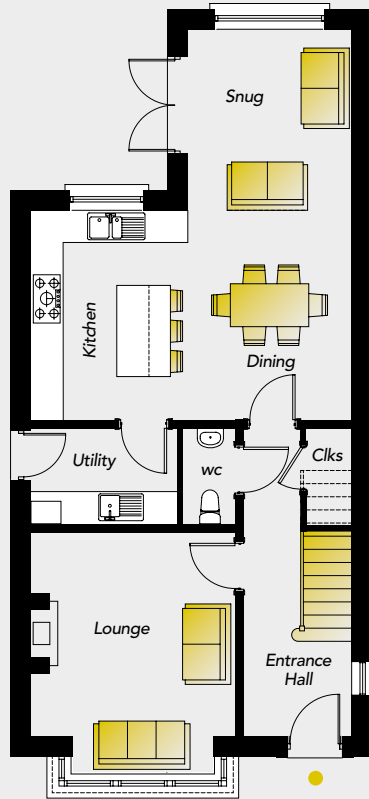 Snug
Kitchen
Dining
Utility
wc
Clks
Lounge
Entrance
Hall